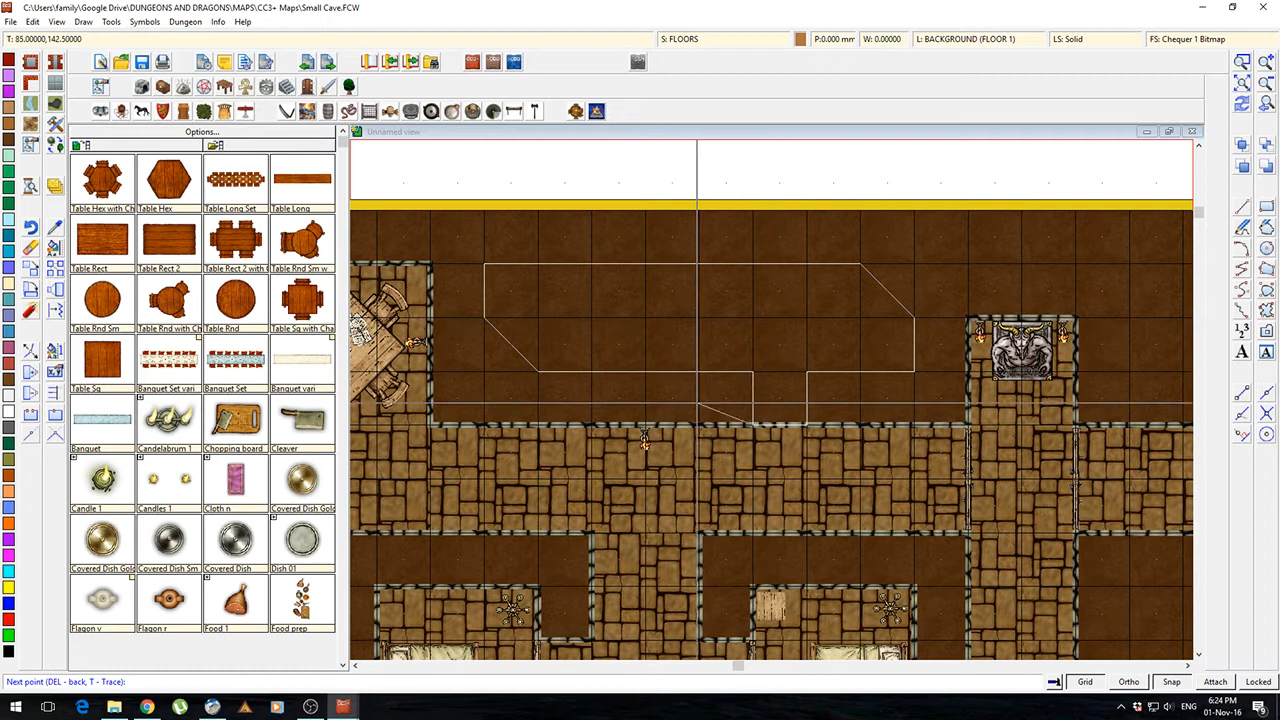 C:\Users\family\Google Drive\DUNGEONS AND DRAGONS\MAPS\CC3+ Maps\Small Cave.FCW
File Edit View Draw Tools Symbols Dungeon Info Help
T: 85.00000,142.50000 S: FLOORS P:0.000 mm W: 0.00000 L: BACKGROUND (FLOOR 1) LS: Solid FS: Chequer 1 Bitmap
Options... Unnamed view
Table Hex with Ch Table Hex Table Long Set Table Long
Table Rect Table Rect 2 Table Rect 2 with Table Rnd Sm w
Table Rnd Sm Table Rnd with Ch Table Rnd Table Sq with Cha
Table Sq Banquet Set vari Banquet Set Banquet vari
Banquet Candelabrum 1 Chopping board Cleaver
Candle 1 Candles 1 Cloth n Covered Dish Gold
Covered Dish Gold Covered Dish Sm Covered Dish Dish 01
Flagon v Flagon r Food 1 Food prep
Next point (DEL - back, T - Trace): Grid Ortho Snap Attach Locked
ENG 6:24 PM
01-Nov-16